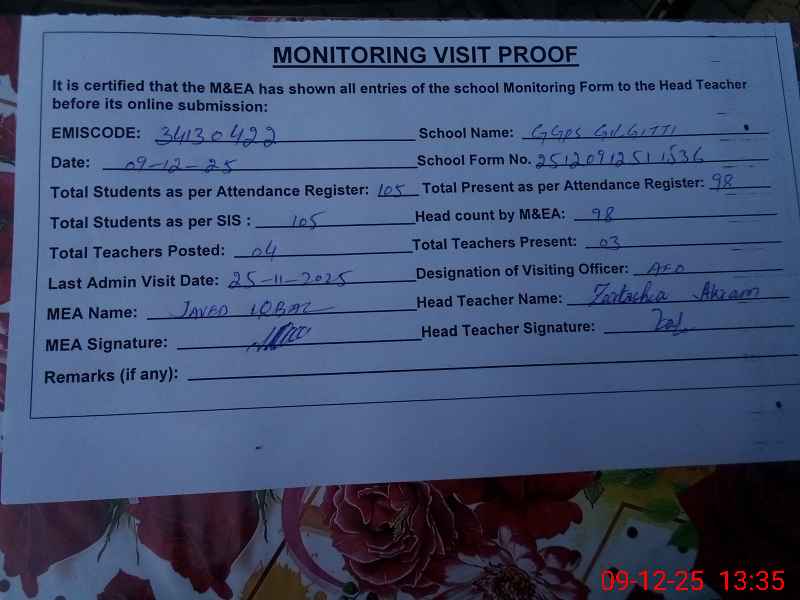 MONITORING VISIT PROOF
It is certified that the M&EA has shown all entries of the school Monitoring Form to the Head Teacher
before its online submission:
EMISCODE: 34130422 School Name: GGPS GILGITTI
Date: 09-12-25 School Form No. 25120912511536
Total Students as per Attendance Register: 105 Total Present as per Attendance Register: 98
Total Students as per SIS : 105 Head count by M&EA: 98
Total Teachers Posted: 04 Total Teachers Present: 03
Last Admin Visit Date: 25-11-2025 Designation of Visiting Officer: AEO
MEA Name: JAVED IQBAL Head Teacher Name: Zartashia Akram
MEA Signature: Head Teacher Signature:
Remarks (if any):
09-12-25 13:35